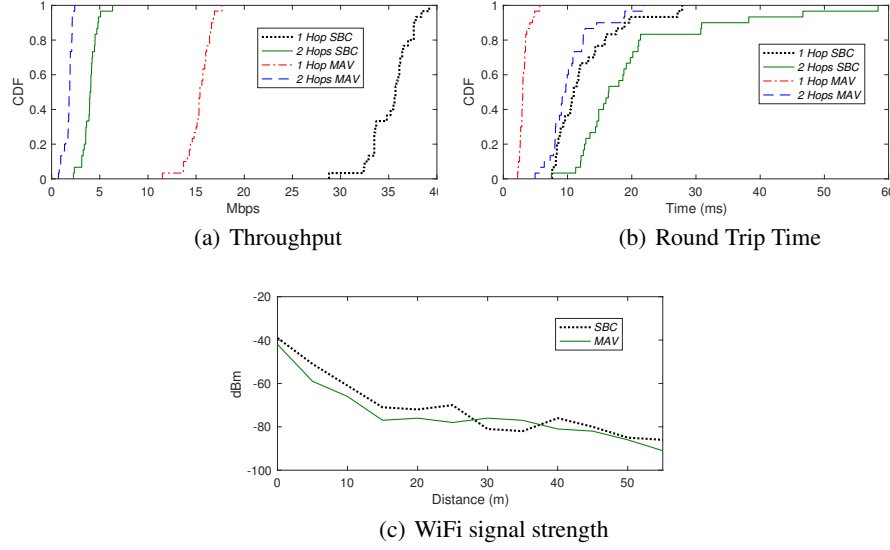 1
0.8
0.6
0.4
0.2
0
CDF
1 Hop SBC
2 Hops SBC
1 Hop MAV
2 Hops MAV
0 5 10 15 20 25 30 35 40
Mbps
(a) Throughput
1
0.8
0.6
0.4
0.2
0
CDF
1 Hop SBC
2 Hops SBC
1 Hop MAV
2 Hops MAV
0 10 20 30 40 50 60
Time (ms)
(b) Round Trip Time
-20
-40
-60
-80
-100
dBm
SBC
MAV
0 10 20 30 40 50
Distance (m)
(c) WiFi signal strength